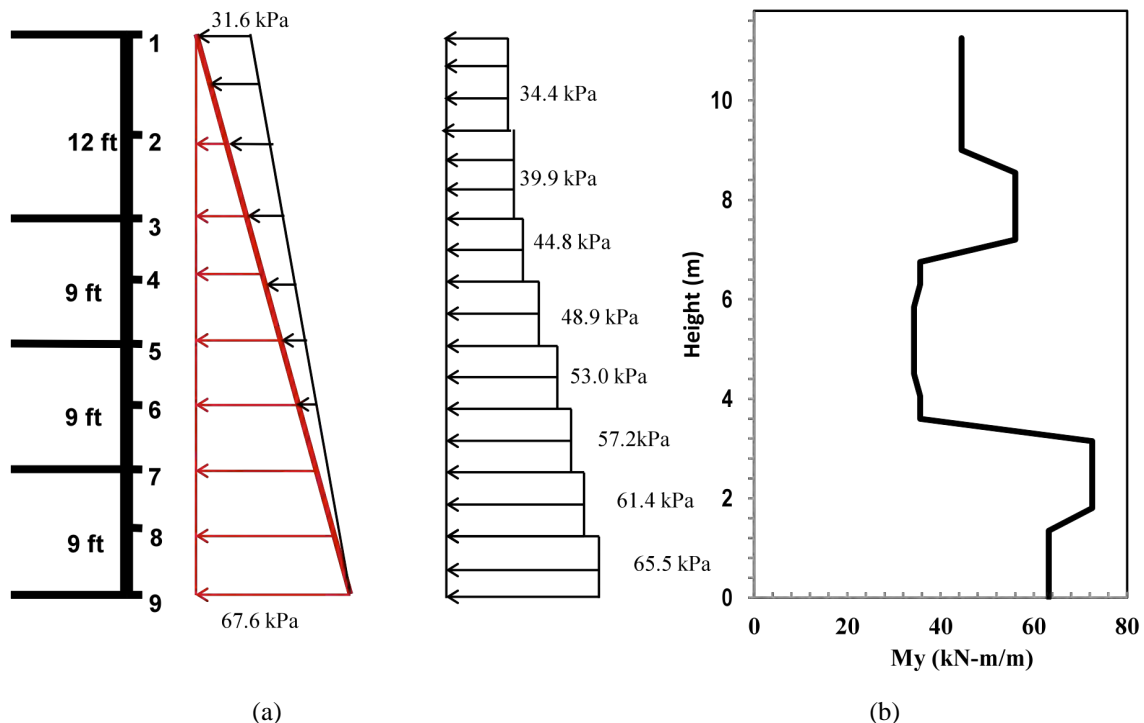 31.6 kPa
1
12 ft
2
3
9 ft
4
5
9 ft
6
7
9 ft
8
9
67.6 kPa
34.4 kPa
39.9 kPa
44.8 kPa
48.9 kPa
53.0 kPa
57.2kPa
61.4 kPa
65.5 kPa
Height (m)
10
8
6
4
2
0
0 20 40 60 80
My (kN-m/m)
(a)
(b)